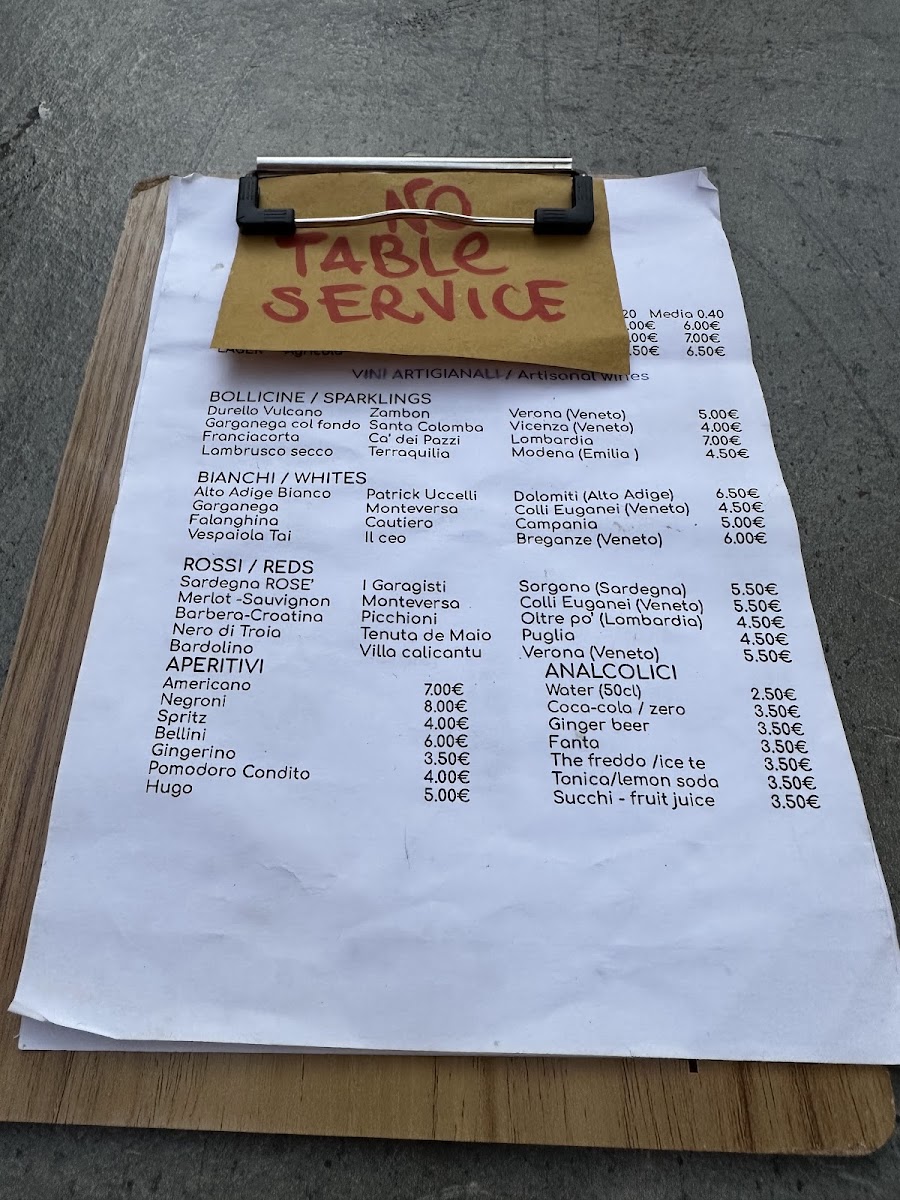 NO
TABLE
SERVICE
20 Media 0.40
.00€ 6.00€
.00€ 7.00€
LAGER Agricola .50€ 6.50€
VINI ARTIGIANALI / Artisanal wines
BOLLICINE / SPARKLINGS
Durello Vulcano Zambon Verona (Veneto) 5.00€
Garganega col fondo Santa Colomba Vicenza (Veneto) 4.00€
Franciacorta Ca' dei Pazzi Lombardia 7.00€
Lambrusco secco Terraquilia Modena (Emilia ) 4.50€
BIANCHI / WHITES
Alto Adige Bianco Patrick Uccelli Dolomiti (Alto Adige) 6.50€
Garganega Monteversa Colli Euganei (Veneto) 4.50€
Falanghina Cautiero Campania 5.00€
Vespaiola Tai Il ceo Breganze (Veneto) 6.00€
ROSSI / REDS
Sardegna ROSE' I Garagisti Sorgono (Sardegna) 5.50€
Merlot -Sauvignon Monteversa Colli Euganei (Veneto) 5.50€
Barbera-Croatina Picchioni Oltre po' (Lombardia) 4.50€
Nero di Troia Tenuta de Maio Puglia 4.50€
Bardolino Villa calicantu Verona (Veneto) 5.50€
APERITIVI
Americano 7.00€
Negroni 8.00€
Spritz 4.00€
Bellini 6.00€
Gingerino 3.50€
Pomodoro Condito 4.00€
Hugo 5.00€
ANALCOLICI
Water (50cl) 2.50€
Coca-cola / zero 3.50€
Ginger beer 3.50€
Fanta 3.50€
The freddo /ice te 3.50€
Tonica/lemon soda 3.50€
Succhi - fruit juice 3.50€